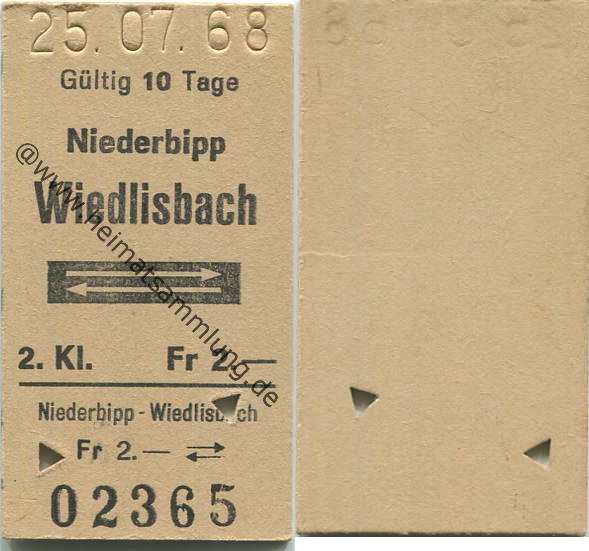 25.07.68
Gültig 10 Tage
Niederbipp
Wiedlisbach
2. Kl. Fr 2.—
Niederbipp - Wiedlisbach
Fr 2.— ⇄
02365
@www.heimatsammlung.de